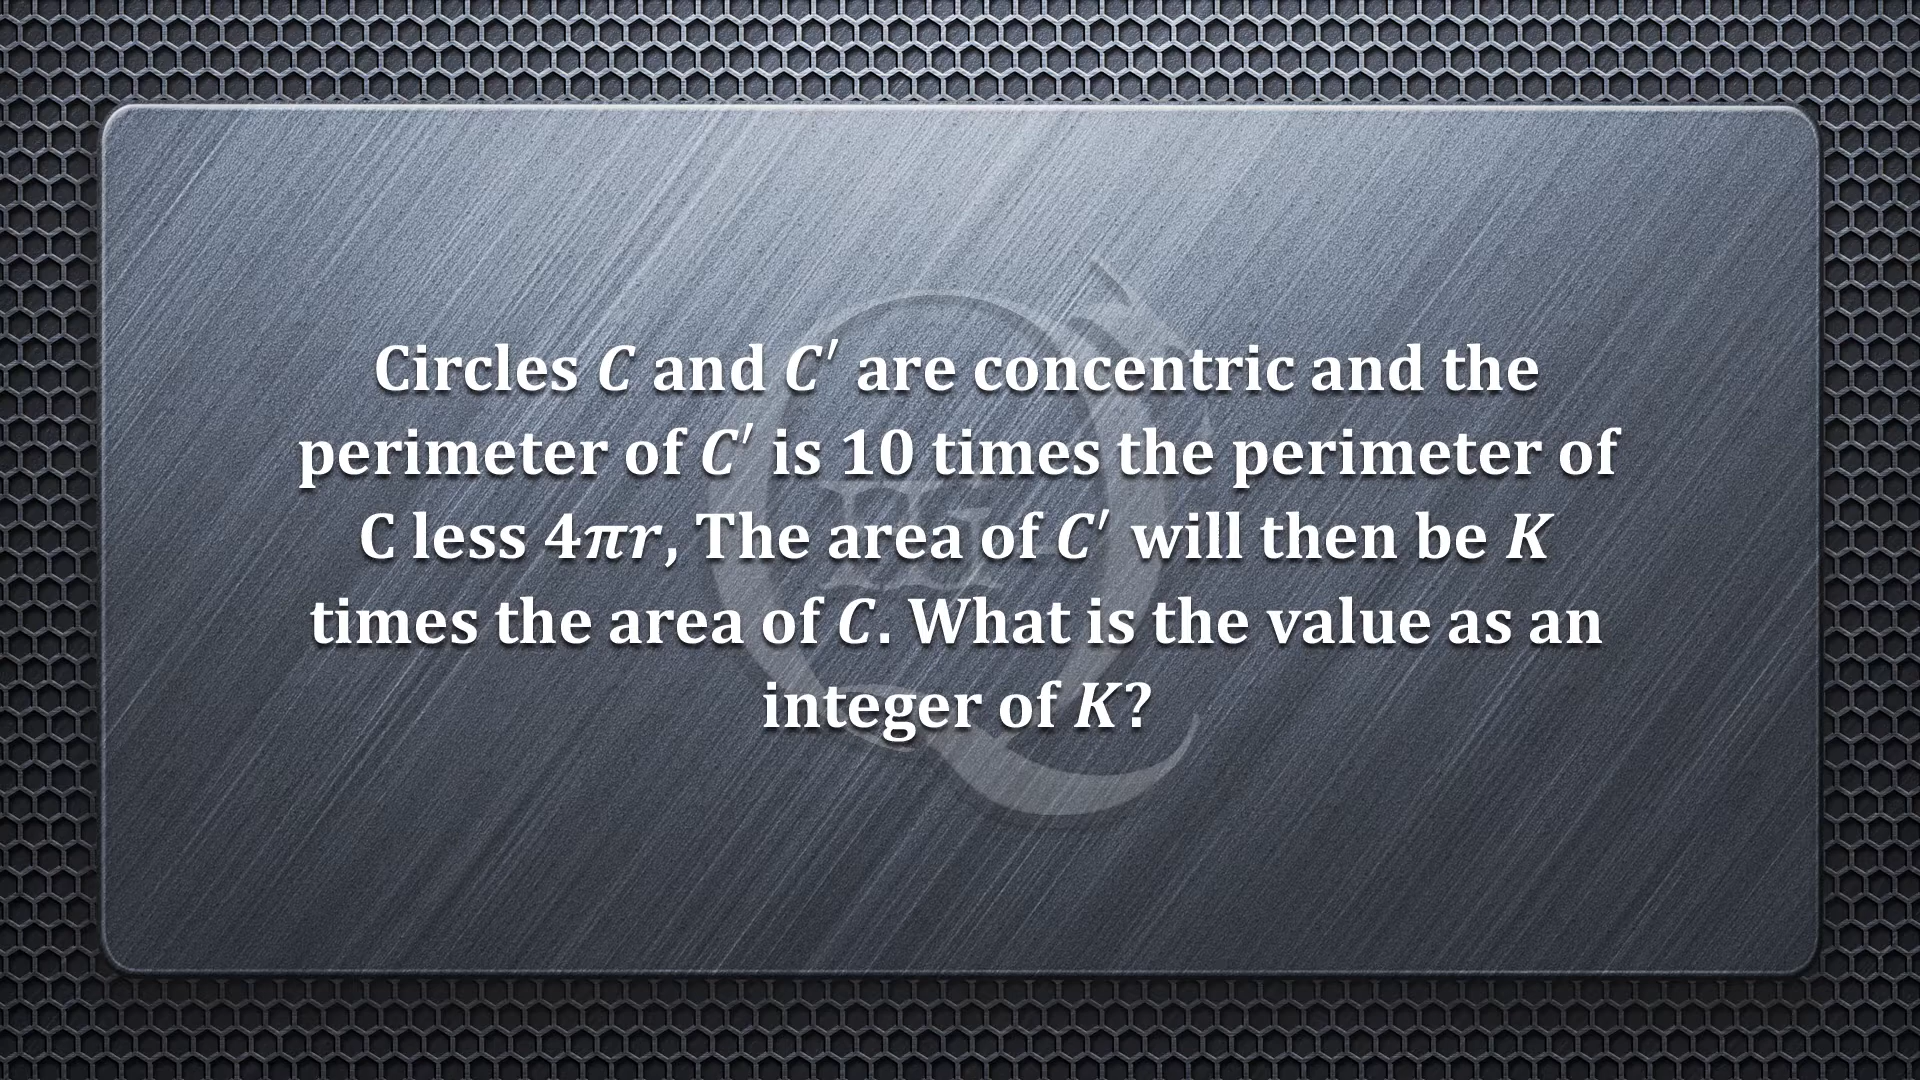 Circles C and C′ are concentric and the
perimeter of C′ is 10 times the perimeter of
C less 4πr, The area of C′ will then be K
times the area of C. What is the value as an
integer of K?